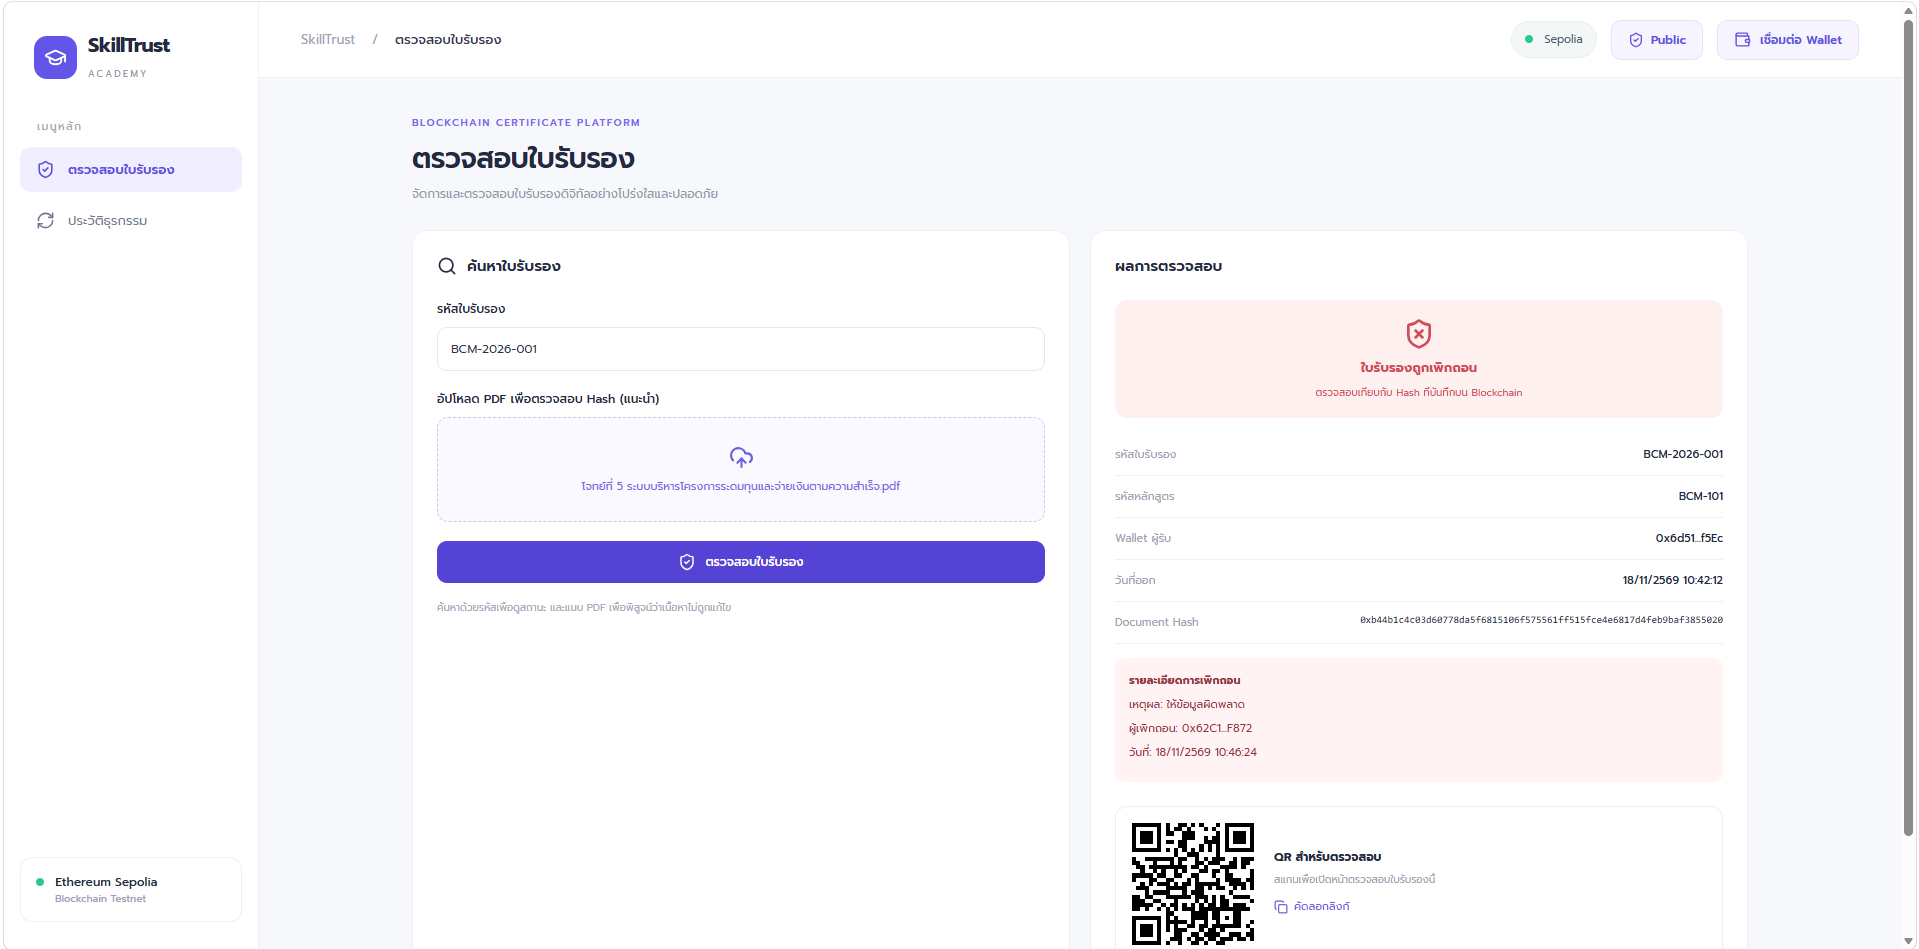 SkillTrust
ACADEMY
เมนูหลัก
ตรวจสอบใบรับรอง
ประวัติธุรกรรม
Ethereum Sepolia
Blockchain Testnet
SkillTrust / ตรวจสอบใบรับรอง
Sepolia
Public
เชื่อมต่อ Wallet
BLOCKCHAIN CERTIFICATE PLATFORM
ตรวจสอบใบรับรอง
จัดการและตรวจสอบใบรับรองดิจิทัลอย่างโปร่งใสและปลอดภัย
ค้นหาใบรับรอง
รหัสใบรับรอง
BCM-2026-001
อัปโหลด PDF เพื่อตรวจสอบ Hash (แนะนำ)
โจทย์ที่ 5 ระบบบริหารโครงการระดมทุนและจ่ายเงินตามความสำเร็จ.pdf
ตรวจสอบใบรับรอง
ค้นหาด้วยรหัสเพื่อดูสถานะ และแนบ PDF เพื่อพิสูจน์ว่าเนื้อหาไม่ถูกแก้ไข
ผลการตรวจสอบ
ใบรับรองถูกเพิกถอน
ตรวจสอบเทียบกับ Hash ที่บันทึกบน Blockchain
รหัสใบรับรอง BCM-2026-001
รหัสหลักสูตร BCM-101
Wallet ผู้รับ 0x6d51...f5Ec
วันที่ออก 18/11/2569 10:42:12
Document Hash 0xb44b1c4c03d60778da5f6815106f575561ff515fce4e6817d4feb9baf3855020
รายละเอียดการเพิกถอน
เหตุผล: ให้ข้อมูลผิดพลาด
ผู้เพิกถอน: 0x62C1...F872
วันที่: 18/11/2569 10:46:24
QR สำหรับตรวจสอบ
สแกนเพื่อเปิดหน้าตรวจสอบใบรับรองนี้
คัดลอกลิงก์